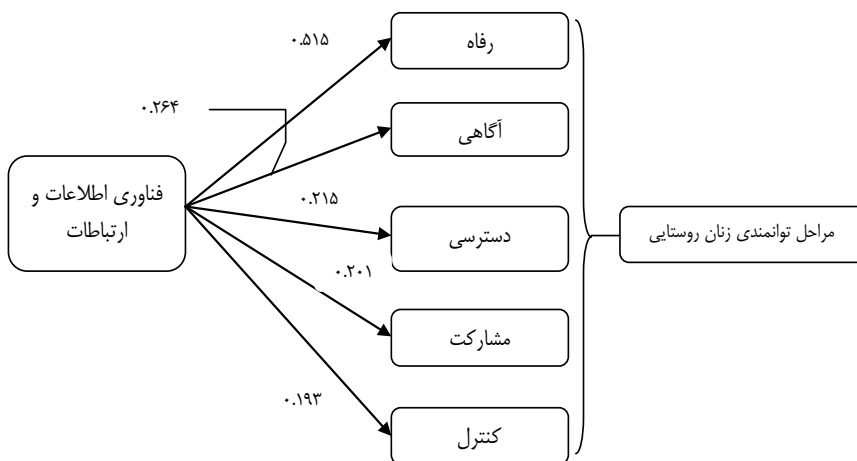 ۰.۵۱۵
رفاه
۰.۲۶۴
آگاهی
فناوری اطلاعات و
ارتباطات
۰.۲۱۵
دسترسی
مراحل توانمندی زنان روستایی
۰.۲۰۱
مشارکت
۰.۱۹۳
کنترل